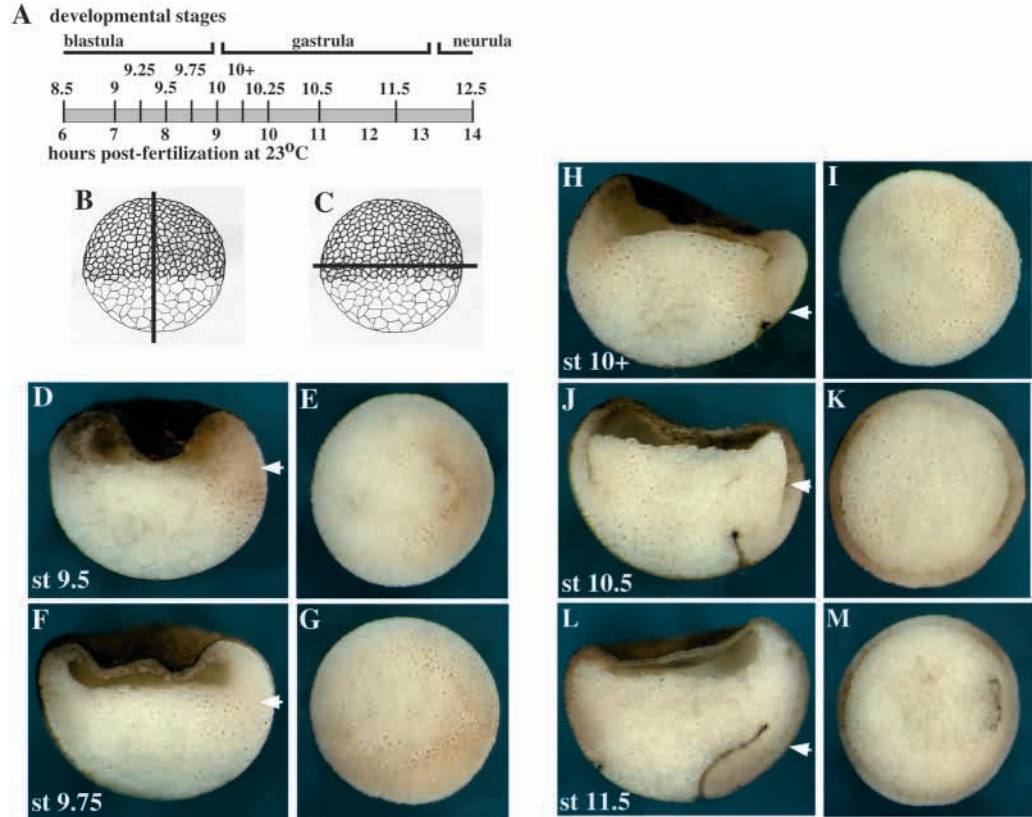 A developmental stages
blastula gastrula neurula
9.25 9.75 10+
8.5 9 9.5 10 10.25 10.5 11.5 12.5
6 7 8 9 10 11 12 13 14
hours post-fertilization at 23°C
B C
H I
st 10+
D E
st 9.5
J K
st 10.5
F G
st 9.75
L M
st 11.5